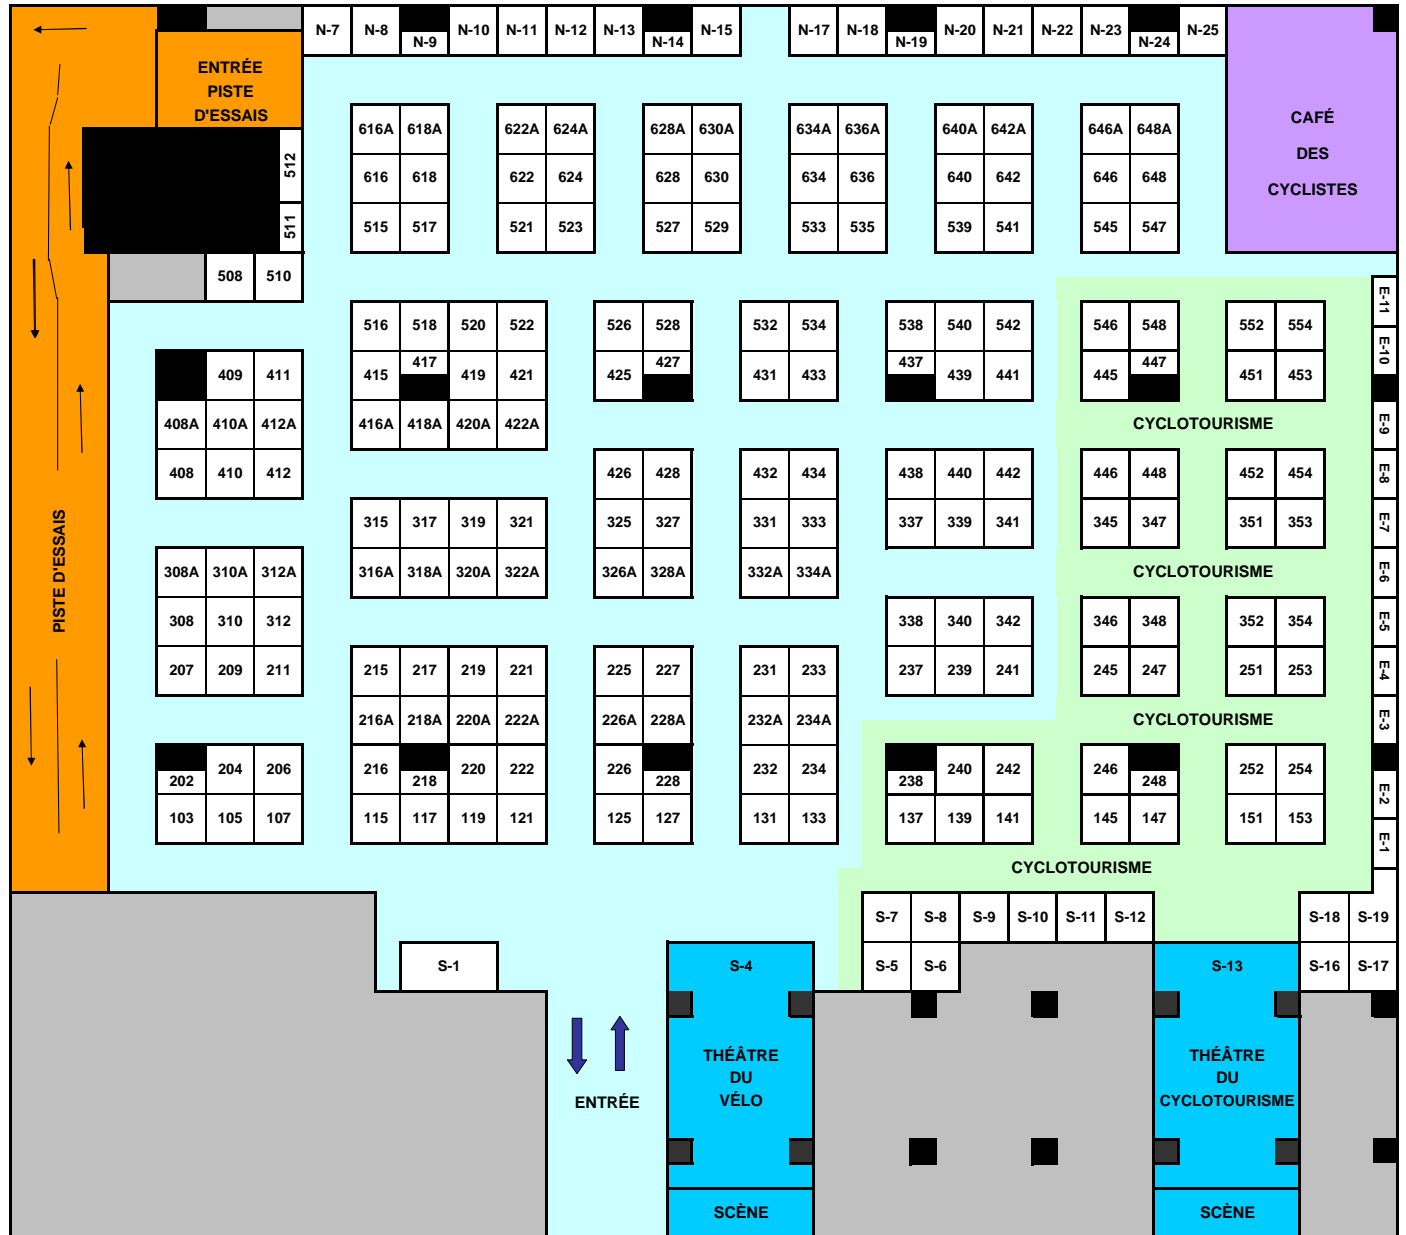 N-7 N-8 N-9 N-10 N-11 N-12 N-13 N-14 N-15 N-17 N-18 N-19 N-20 N-21 N-22 N-23 N-24 N-25
ENTRÉE
PISTE
D'ESSAIS
CAFÉ
DES
CYCLISTES
616A 618A 622A 624A 628A 630A 634A 636A 640A 642A 646A 648A
512 616 618 622 624 628 630 634 636 640 642 646 648
511 515 517 521 523 527 529 533 535 539 541 545 547
508 510
E-11
516 518 520 522 526 528 532 534 538 540 542 546 548 552 554
E-10
409 411 415 417 419 421 425 427 431 433 437 439 441 445 447 451 453
408A 410A 412A 416A 418A 420A 422A
CYCLOTOURISME
E-9
408 410 412 426 428 432 434 438 440 442 446 448 452 454 E-8
315 317 319 321 325 327 331 333 337 339 341 345 347 351 353 E-7
PISTE D'ESSAIS
308A 310A 312A 316A 318A 320A 322A 326A 328A 332A 334A
CYCLOTOURISME
E-6
308 310 312 338 340 342 346 348 352 354 E-5
207 209 211 215 217 219 221 225 227 231 233 237 239 241 245 247 251 253 E-4
216A 218A 220A 222A 226A 228A 232A 234A
CYCLOTOURISME
E-3
202 204 206 216 218 220 222 226 228 232 234 238 240 242 246 248 252 254 E-2
103 105 107 115 117 119 121 125 127 131 133 137 139 141 145 147 151 153 E-1
CYCLOTOURISME
S-7 S-8 S-9 S-10 S-11 S-12 S-18 S-19
S-1 S-4 S-5 S-6 S-13 S-16 S-17
THÉÂTRE
DU
VÉLO
THÉÂTRE
DU
CYCLOTOURISME
ENTRÉE
SCÈNE
SCÈNE